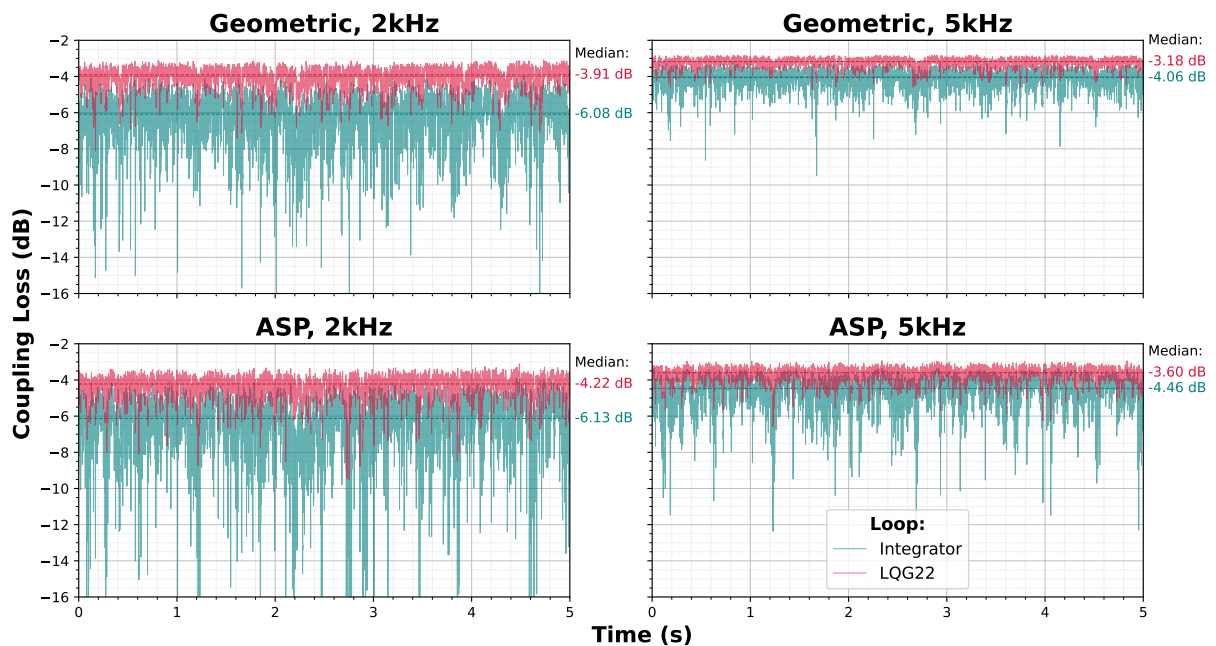 Geometric, 2kHz
Geometric, 5kHz
Coupling Loss (dB)
−2
−4
−6
−8
−10
−12
−14
−16
Median:
-3.91 dB
-6.08 dB
Median:
-3.18 dB
-4.06 dB
ASP, 2kHz
ASP, 5kHz
−2
−4
−6
−8
−10
−12
−14
−16
Median:
-4.22 dB
-6.13 dB
Median:
-3.60 dB
-4.46 dB
Loop:
Integrator
LQG22
0 1 2 3 4 5
0 1 2 3 4 5
Time (s)